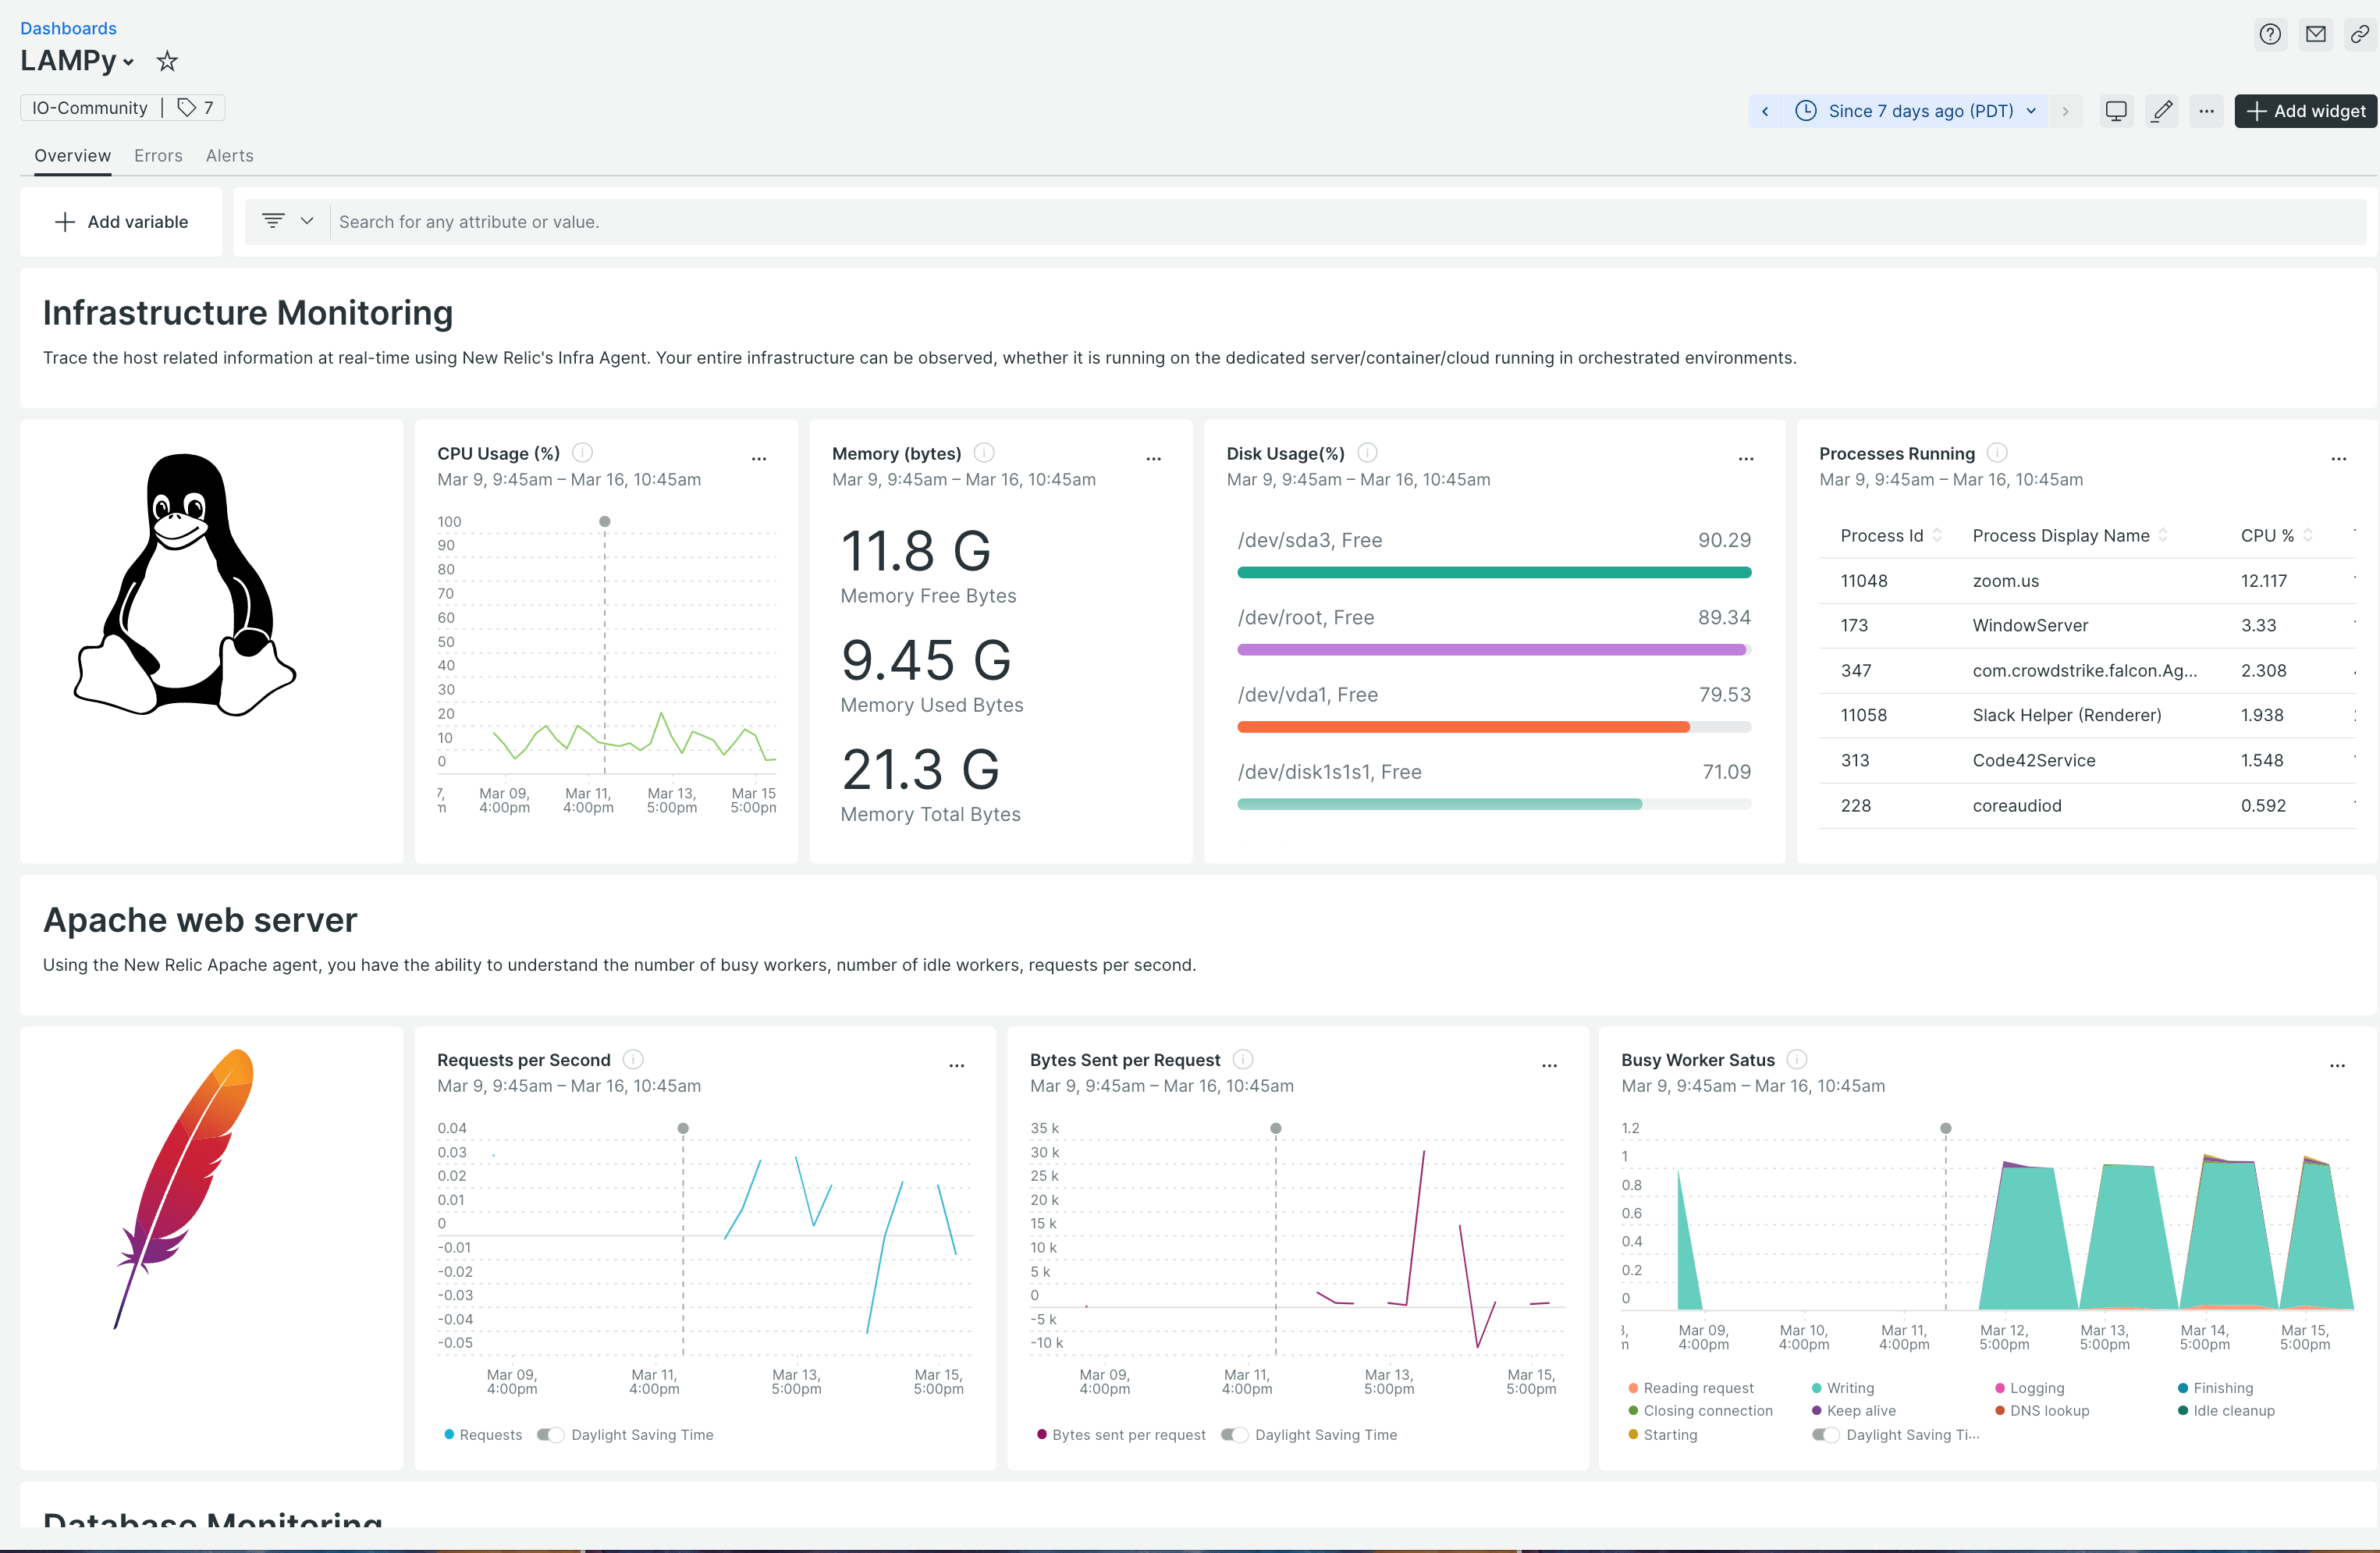 Dashboards
LAMPy
IO-Community | 7
Since 7 days ago (PDT)
Add widget
Overview Errors Alerts
Add variable
Search for any attribute or value.
Infrastructure Monitoring
Trace the host related information at real-time using New Relic's Infra Agent. Your entire infrastructure can be observed, whether it is running on the dedicated server/container/cloud running in orchestrated environments.
CPU Usage (%)
Mar 9, 9:45am – Mar 16, 10:45am
100
90
80
70
60
50
40
30
20
10
0
7, Mar 09, Mar 11, Mar 13, Mar 15
4:00pm 4:00pm 5:00pm 5:00pm
Memory (bytes)
Mar 9, 9:45am – Mar 16, 10:45am
11.8 G
Memory Free Bytes
9.45 G
Memory Used Bytes
21.3 G
Memory Total Bytes
Disk Usage(%)
Mar 9, 9:45am – Mar 16, 10:45am
/dev/sda3, Free 90.29
/dev/root, Free 89.34
/dev/vda1, Free 79.53
/dev/disk1s1s1, Free 71.09
Processes Running
Mar 9, 9:45am – Mar 16, 10:45am
Process Id Process Display Name CPU %
11048 zoom.us 12.117
173 WindowServer 3.33
347 com.crowdstrike.falcon.Ag... 2.308
11058 Slack Helper (Renderer) 1.938
313 Code42Service 1.548
228 coreaudiod 0.592
Apache web server
Using the New Relic Apache agent, you have the ability to understand the number of busy workers, number of idle workers, requests per second.
Requests per Second
Mar 9, 9:45am – Mar 16, 10:45am
0.04
0.03
0.02
0.01
0
-0.01
-0.02
-0.03
-0.04
-0.05
Mar 09, Mar 11, Mar 13, Mar 15,
4:00pm 4:00pm 5:00pm 5:00pm
Requests Daylight Saving Time
Bytes Sent per Request
Mar 9, 9:45am – Mar 16, 10:45am
35 k
30 k
25 k
20 k
15 k
10 k
5 k
0
-5 k
-10 k
Mar 09, Mar 11, Mar 13, Mar 15,
4:00pm 4:00pm 5:00pm 5:00pm
Bytes sent per request Daylight Saving Time
Busy Worker Satus
Mar 9, 9:45am – Mar 16, 10:45am
1.2
1
0.8
0.6
0.4
0.2
0
Mar 09, Mar 10, Mar 11, Mar 12, Mar 13, Mar 14, Mar 15,
4:00pm 4:00pm 4:00pm 5:00pm 5:00pm 5:00pm 5:00pm
Reading request Writing Logging Finishing
Closing connection Keep alive DNS lookup Idle cleanup
Starting Daylight Saving Ti...
Database Monitoring